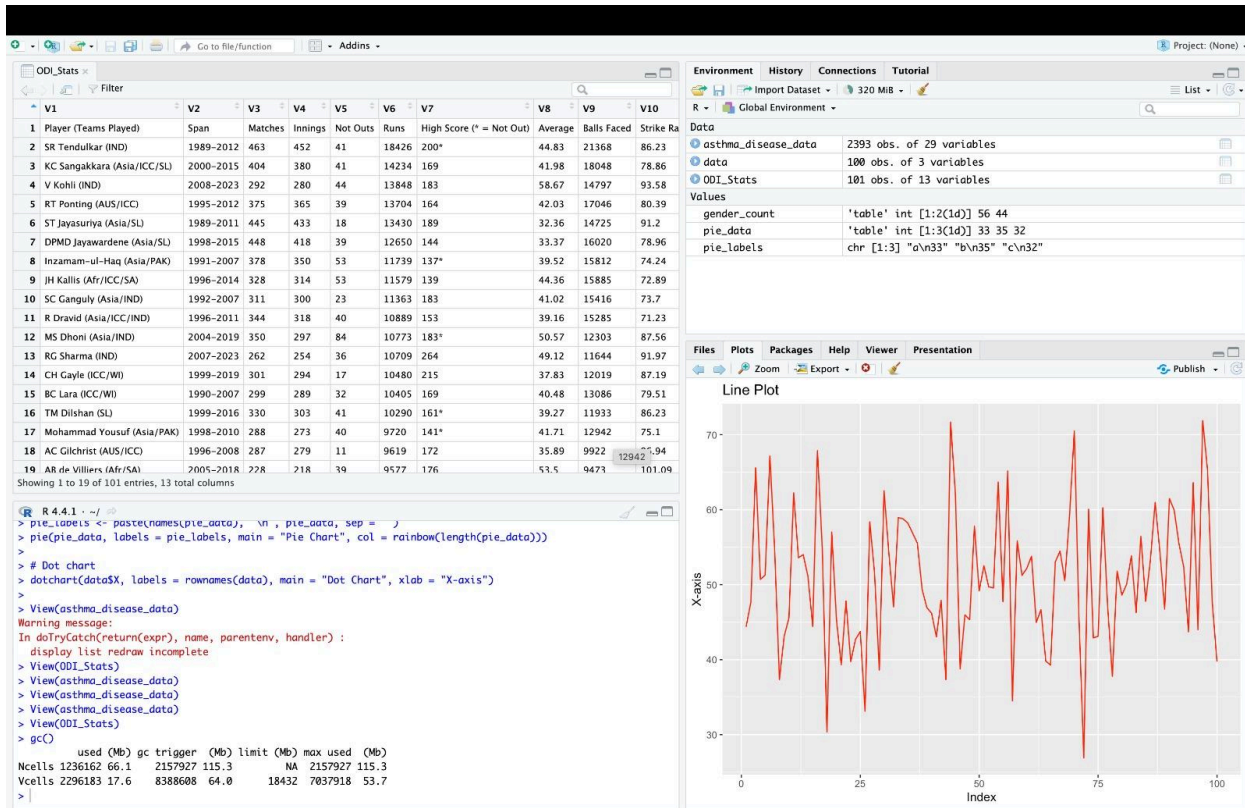 Go to file/function Addins Project: (None)
ODI_Stats
Filter
V1 V2 V3 V4 V5 V6 V7 V8 V9 V10
1 Player (Teams Played) Span Matches Innings Not Outs Runs High Score (* = Not Out) Average Balls Faced Strike Ra
2 SR Tendulkar (IND) 1989-2012 463 452 41 18426 200* 44.83 21368 86.23
3 KC Sangakkara (Asia/ICC/SL) 2000-2015 404 380 41 14234 169 41.98 18048 78.86
4 V Kohli (IND) 2008-2023 292 280 44 13848 183 58.67 14797 93.58
5 RT Ponting (AUS/ICC) 1995-2012 375 365 39 13704 164 42.03 17046 80.39
6 ST Jayasuriya (Asia/SL) 1989-2011 445 433 18 13430 189 32.36 14725 91.2
7 DPMD Jayawardene (Asia/SL) 1998-2015 448 418 39 12650 144 33.37 16020 78.96
8 Inzamam-ul-Haq (Asia/PAK) 1991-2007 378 350 53 11739 137* 39.52 15812 74.24
9 JH Kallis (Afr/ICC/SA) 1996-2014 328 314 53 11579 139 44.36 15885 72.89
10 SC Ganguly (Asia/IND) 1992-2007 311 300 23 11363 183 41.02 15416 73.7
11 R Dravid (Asia/ICC/IND) 1996-2011 344 318 40 10889 153 39.16 15285 71.23
12 MS Dhoni (Asia/IND) 2004-2019 350 297 84 10773 183* 50.57 12303 87.56
13 RG Sharma (IND) 2007-2023 262 254 36 10709 264 49.12 11644 91.97
14 CH Gayle (ICC/WI) 1999-2019 301 294 17 10480 215 37.83 12019 87.19
15 BC Lara (ICC/WI) 1990-2007 299 289 32 10405 169 40.48 13086 79.51
16 TM Dilshan (SL) 1999-2016 330 303 41 10290 161* 39.27 11933 86.23
17 Mohammad Yousuf (Asia/PAK) 1998-2010 288 273 40 9720 141* 41.71 12942 75.1
18 AC Gilchrist (AUS/ICC) 1996-2008 287 279 11 9619 172 35.89 9922
12942
19 AB de Villiers (Afr/SA) 2005-2018 228 218 39 9577 176 53.5 9473 101.09
Showing 1 to 19 of 101 entries, 13 total columns
R 4.4.1 · ~/
> pie_labels <- paste(names(pie_data), "\n", pie_data, sep = "")
> pie(pie_data, labels = pie_labels, main = "Pie Chart", col = rainbow(length(pie_data)))
>
> # Dot chart
> dotchart(data$X, labels = rownames(data), main = "Dot Chart", xlab = "X-axis")
>
> View(asthma_disease_data)
Warning message:
In doTryCatch(return(expr), name, parentenv, handler) :
display list redraw incomplete
> View(ODI_Stats)
> View(asthma_disease_data)
> View(asthma_disease_data)
> View(asthma_disease_data)
> View(ODI_Stats)
> gc()
used (Mb) gc trigger (Mb) limit (Mb) max used (Mb)
Ncells 1236162 66.1 2157927 115.3 NA 2157927 115.3
Vcells 2296183 17.6 8388608 64.0 18432 7037918 53.7
>
Environment History Connections Tutorial
Import Dataset 320 MiB List
R Global Environment
Data
asthma_disease_data 2393 obs. of 29 variables
data 100 obs. of 3 variables
ODI_Stats 101 obs. of 13 variables
Values
gender_count 'table' int [1:2(1d)] 56 44
pie_data 'table' int [1:3(1d)] 33 35 32
pie_labels chr [1:3] "a\n33" "b\n35" "c\n32"
Files Plots Packages Help Viewer Presentation
Zoom Export Publish
Line Plot
70
60
50
40
30
X-axis
0 25 50 75 100
Index